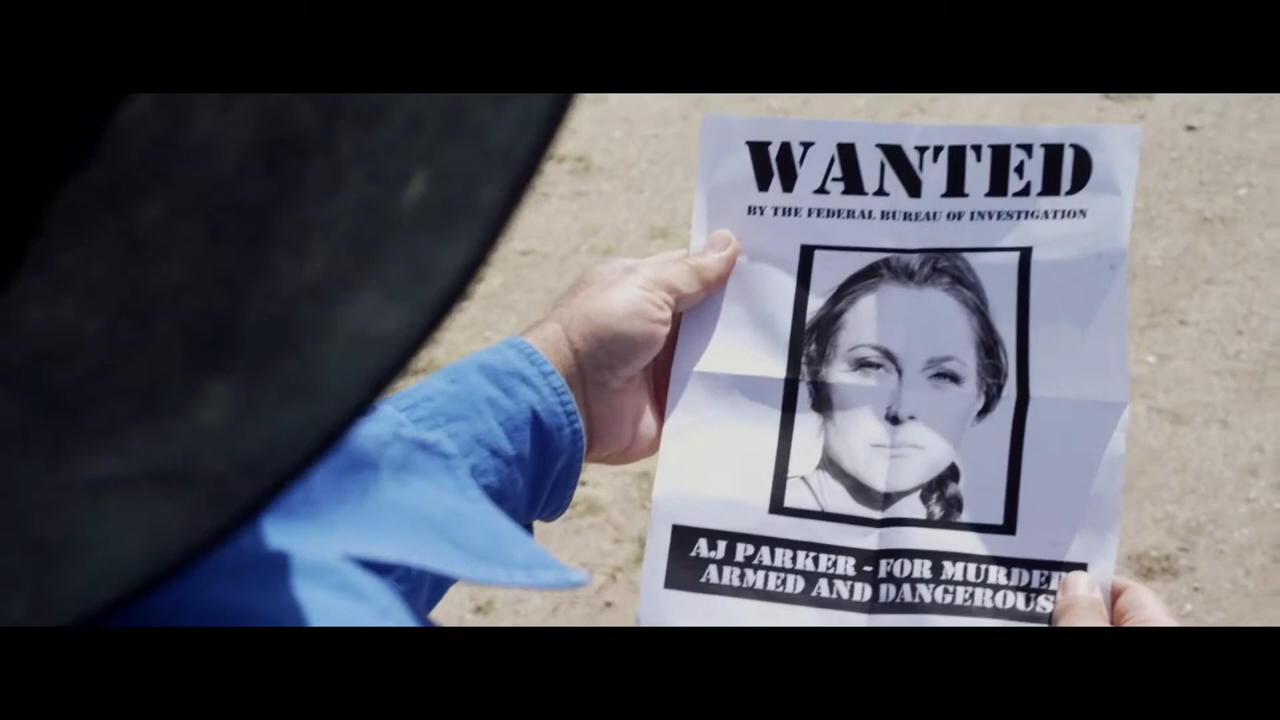 WANTED
BY THE FEDERAL BUREAU OF INVESTIGATION
AJ PARKER - FOR MURDER
ARMED AND DANGEROUS